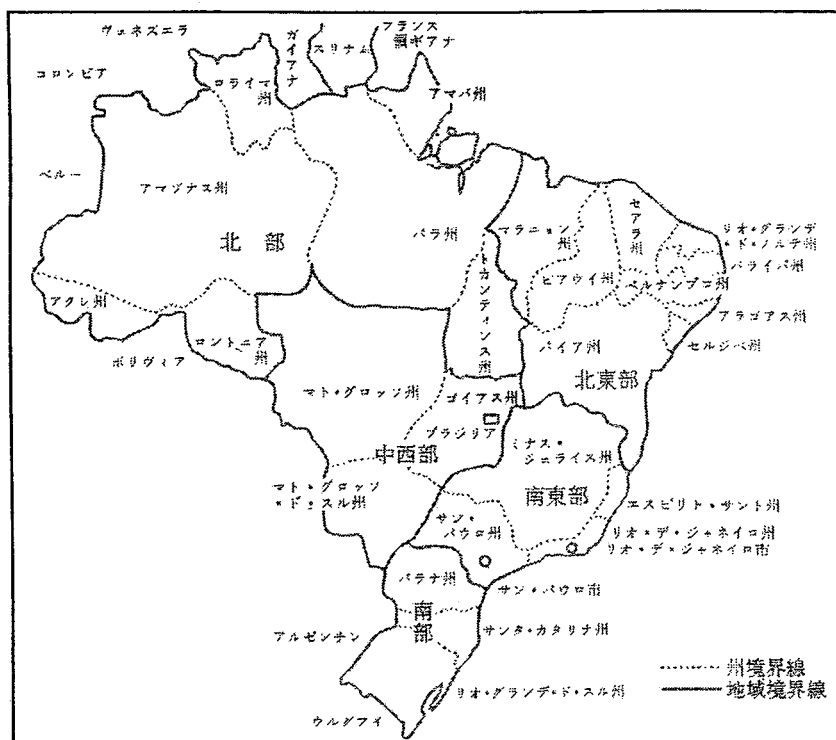 ヴェネズエラ
ガイアナ
スリナム
フランス
領ギアナ
コロンビア
ロライマ
州
アマパ州
ペルー
アマゾナス州
北部
パラ州
マラニョン
州
セアラ州
リオ・グランデ
・ド・ノルテ州
パライバ州
ピアウイ州
ペルナンブコ州
アクレ州
トカンティンス州
アラゴアス州
ロンドニア
州
ボリヴィア
バイア州
セルジペ州
北東部
マト・グロッソ州
ゴイアス州
ブラジリア
ミナス・
ジェライス州
中西部
マト・グロッソ
・ド・スル州
南東部
エスピリト・サント州
サン・
パウロ州
リオ・デ・ジャネイロ州
リオ・デ・ジャネイロ市
パラナ州
サン・パウロ市
南部
アルゼンチン
サンタ・カタリナ州
リオ・グランデ・ド・スル州
ウルグアイ
州境界線
地域境界線